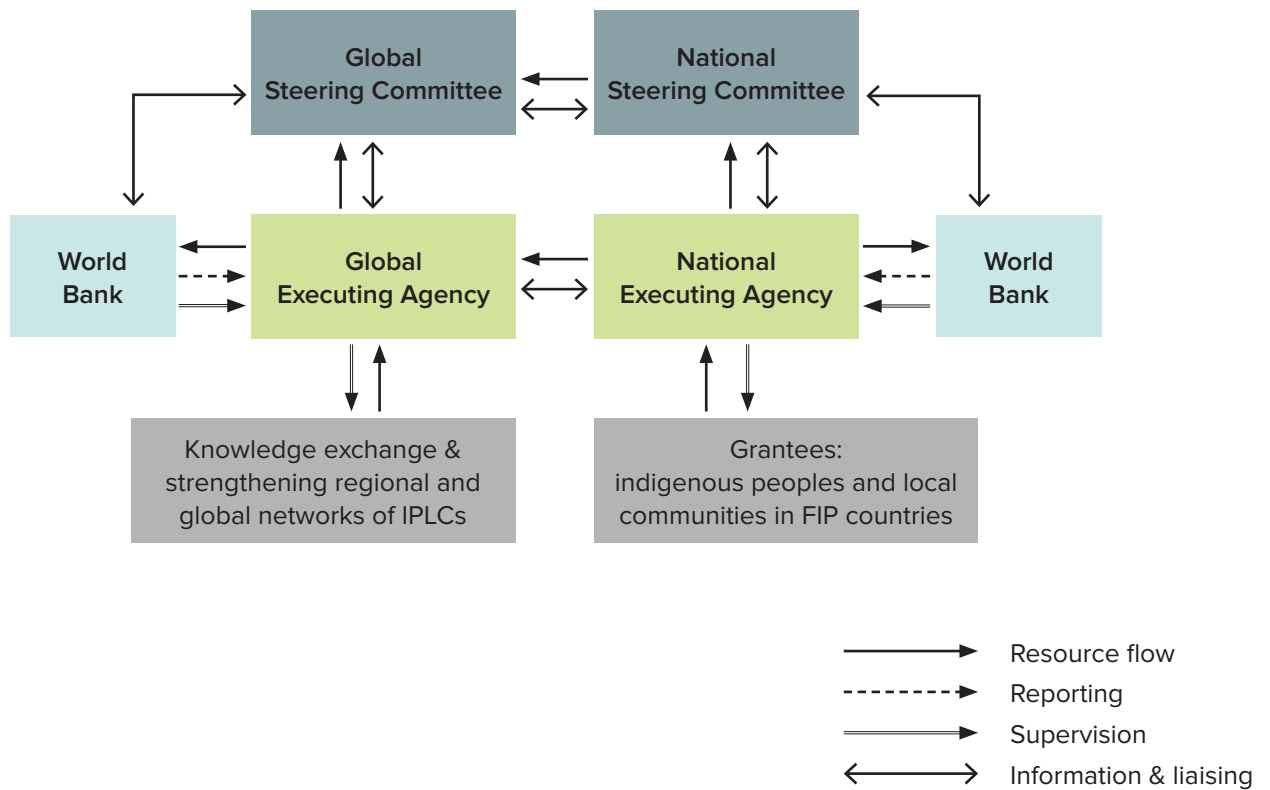 Global
Steering Committee
National
Steering Committee
World
Bank
Global
Executing Agency
National
Executing Agency
World
Bank
Knowledge exchange &
strengthening regional and
global networks of IPLCs
Grantees:
indigenous peoples and local
communities in FIP countries
Resource flow
Reporting
Supervision
Information & liaising